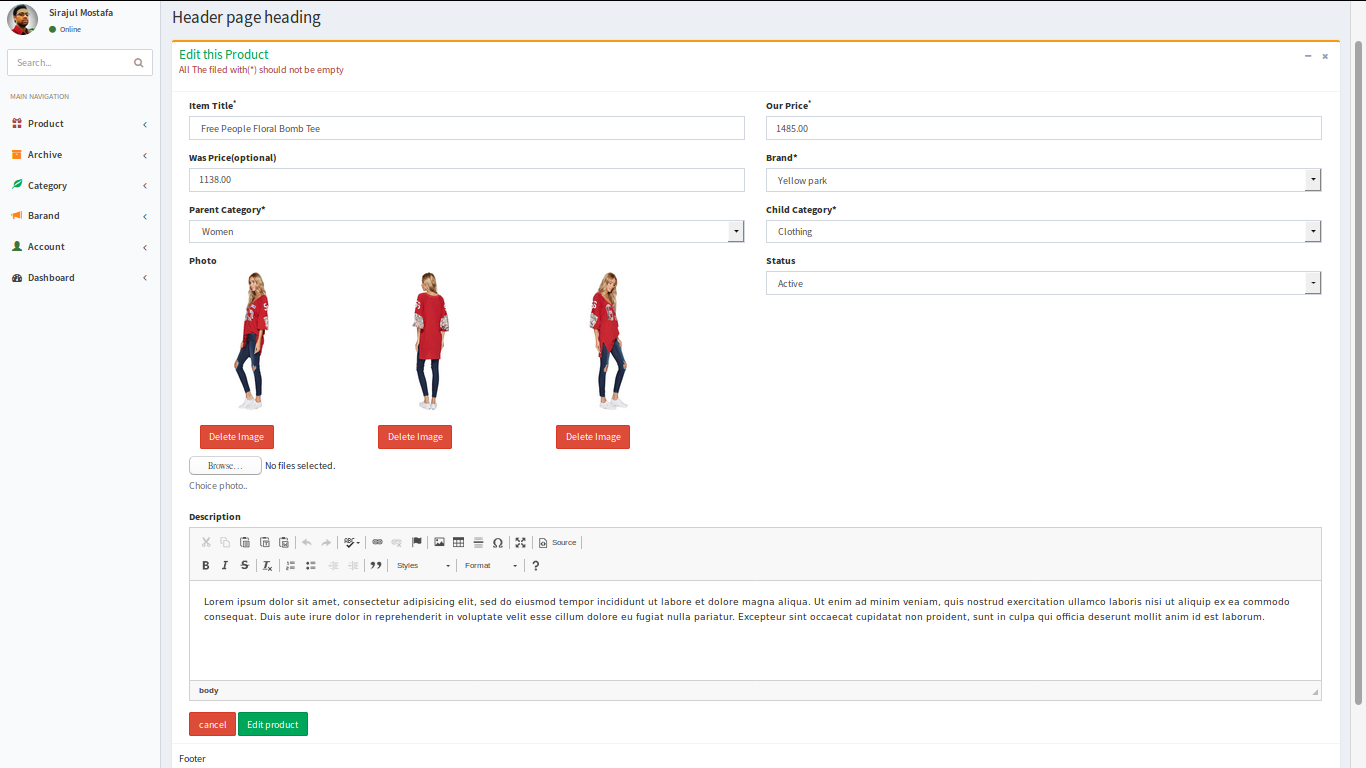 Sirajul Mostafa
Online
Search...
MAIN NAVIGATION
Product
Archive
Category
Barand
Account
Dashboard
Header page heading
Edit this Product
All The filed with(*) should not be empty
Item Title*
Free People Floral Bomb Tee
Our Price*
1485.00
Was Price(optional)
1138.00
Brand*
Yellow park
Parent Category*
Women
Child Category*
Clothing
Photo
Status
Active
Delete Image
Delete Image
Delete Image
Browse... No files selected.
Choice photo..
Description
ABC
Source
B I S Tx Styles Format ?
Lorem ipsum dolor sit amet, consectetur adipisicing elit, sed do eiusmod tempor incididunt ut labore et dolore magna aliqua. Ut enim ad minim veniam, quis nostrud exercitation ullamco laboris nisi ut aliquip ex ea commodo
consequat. Duis aute irure dolor in reprehenderit in voluptate velit esse cillum dolore eu fugiat nulla pariatur. Excepteur sint occaecat cupidatat non proident, sunt in culpa qui officia deserunt mollit anim id est laborum.
body
cancel
Edit product
Footer